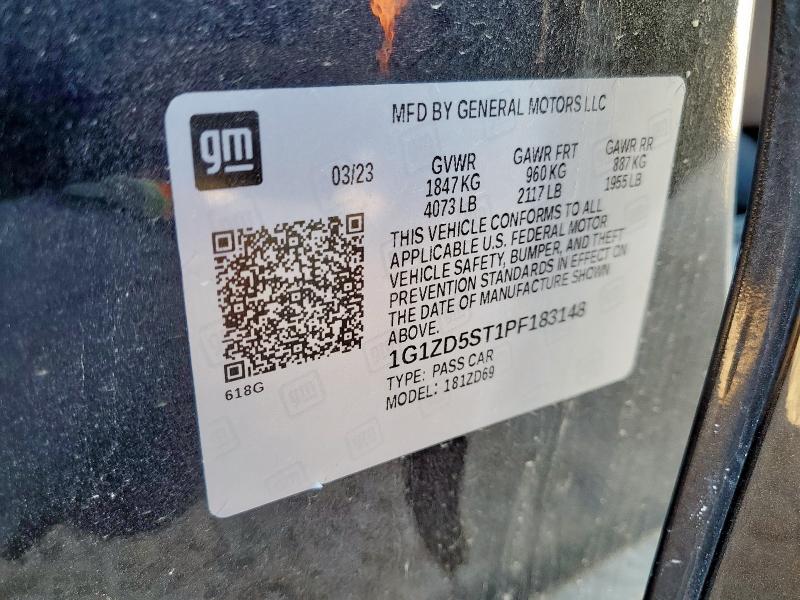 gm
MFD BY GENERAL MOTORS LLC
03/23
GVWR
1847 KG
4073 LB
GAWR FRT
960 KG
2117 LB
GAWR RR
887 KG
1955 LB
THIS VEHICLE CONFORMS TO ALL
APPLICABLE U.S. FEDERAL MOTOR
VEHICLE SAFETY, BUMPER, AND THEFT
PREVENTION STANDARDS IN EFFECT ON
THE DATE OF MANUFACTURE SHOWN
ABOVE.
1G1ZD5ST1PF183148
TYPE: PASS CAR
MODEL: 181ZD69
618G